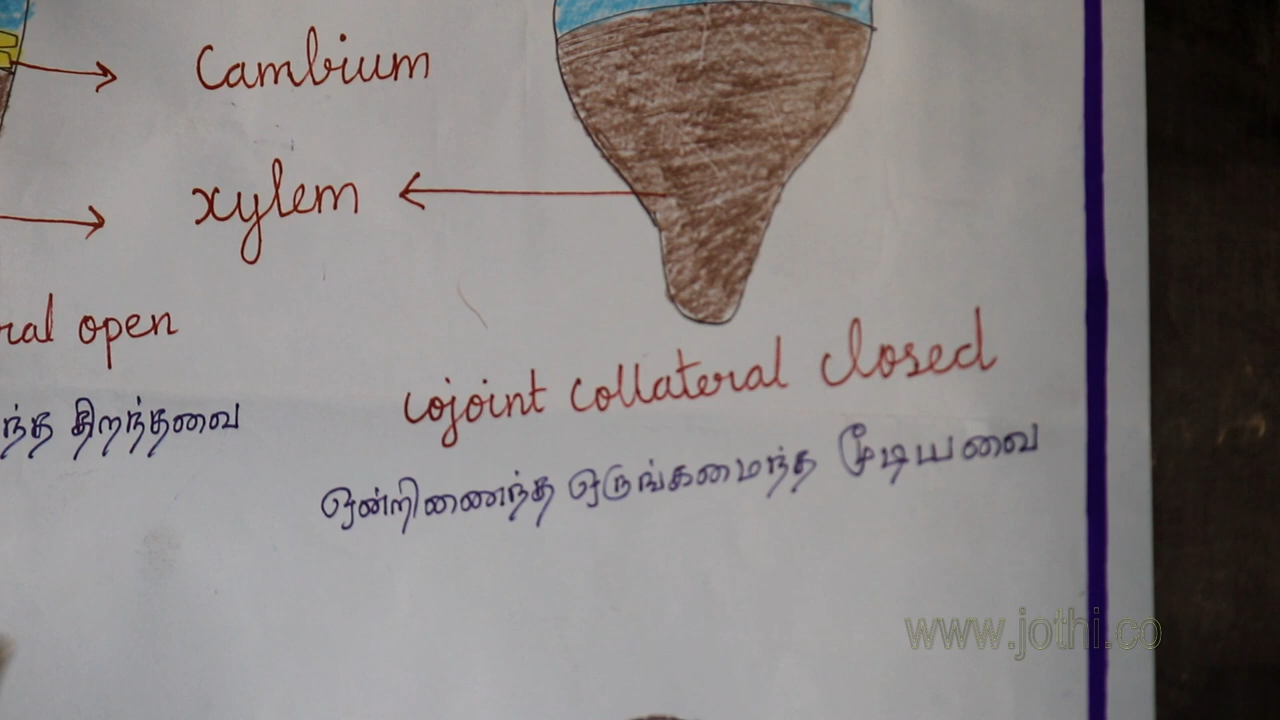 Cambium
xylem
ral open
cojoint collateral closed
ந்த திறந்தவை
ஒன்றிணைந்த ஒருங்கமைந்த மூடியவை
www.jothi.co